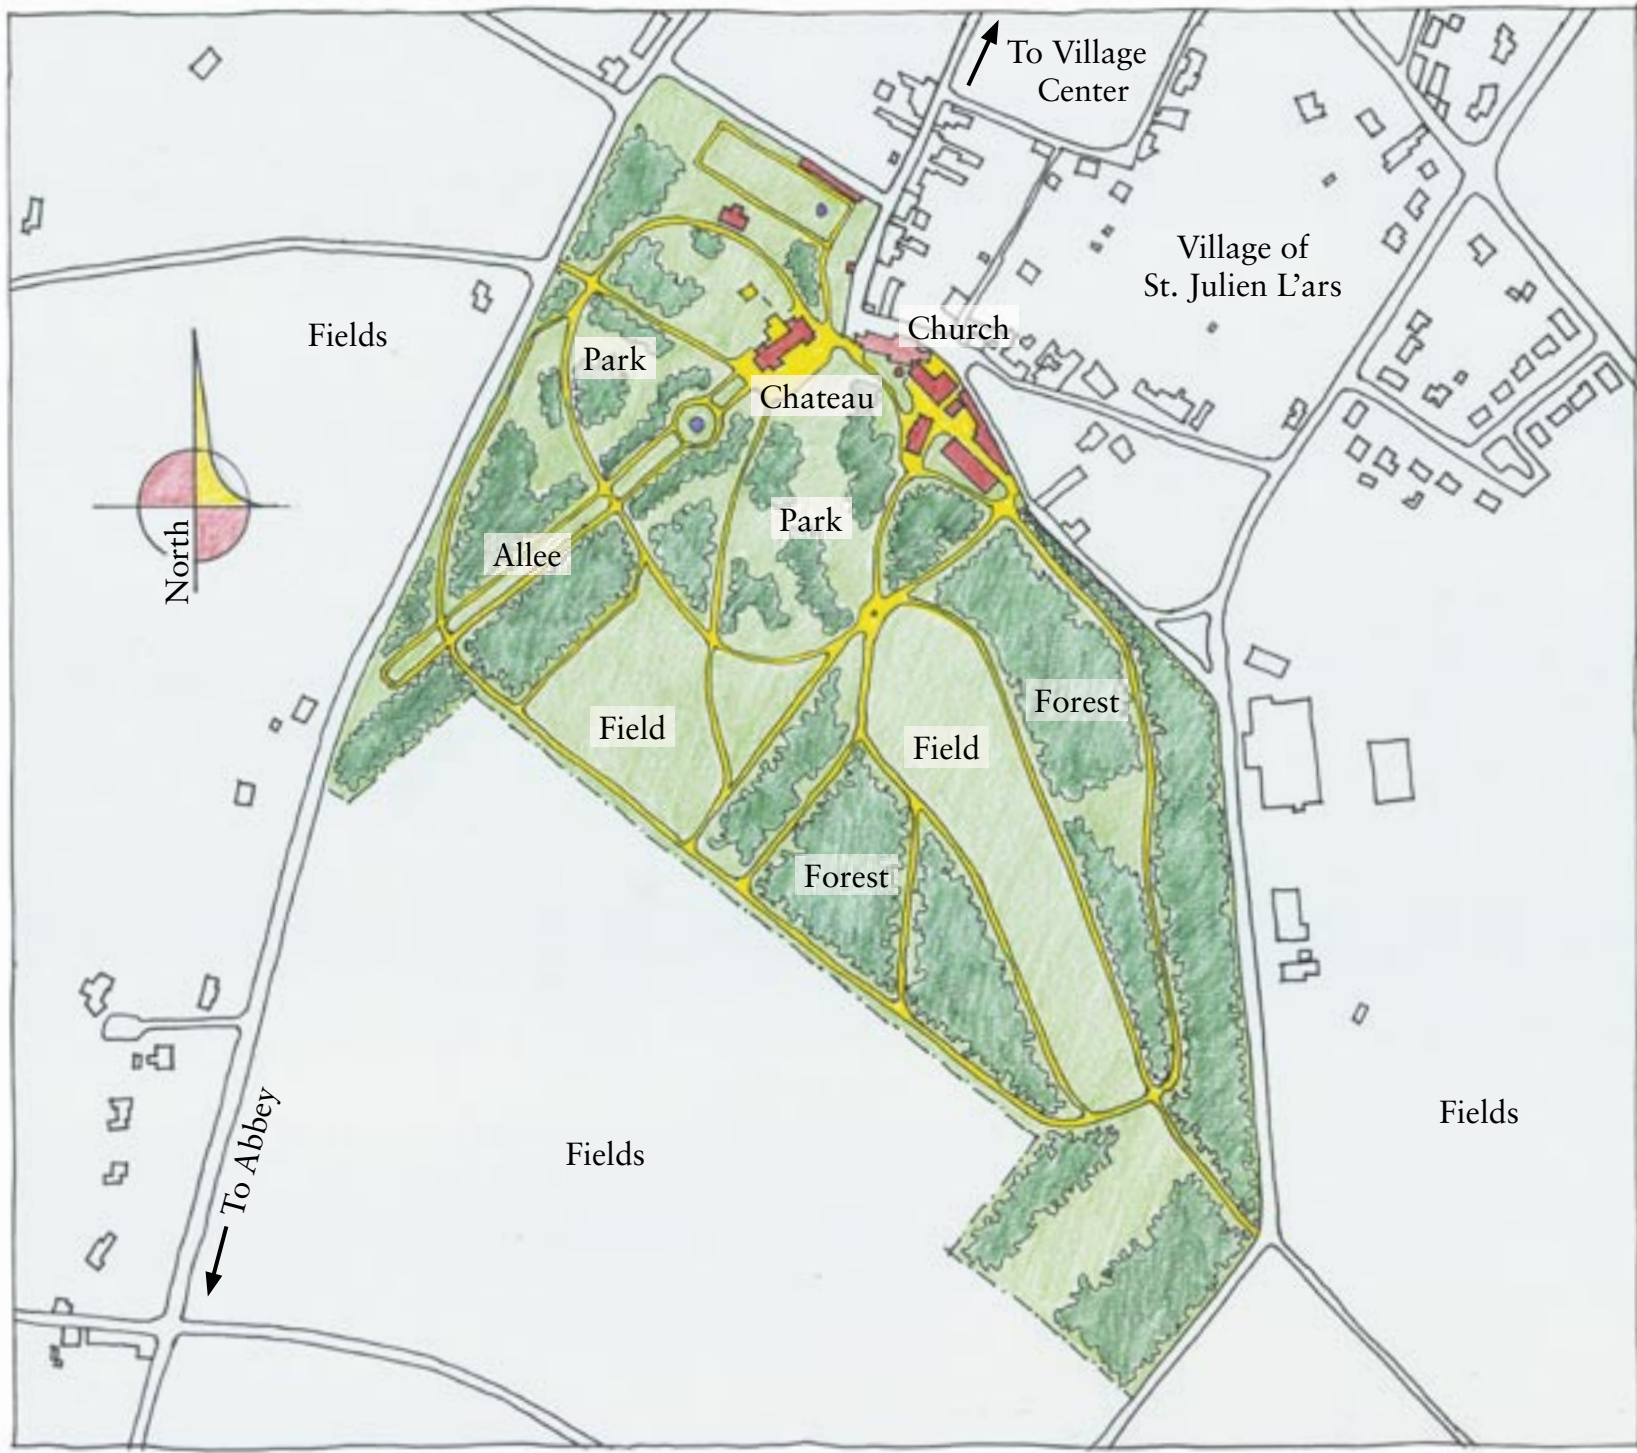 To Village
Center
Village of
St. Julien L'ars
Church
Fields
Park
Chateau
Park
North
Allee
Forest
Field
Field
Forest
To Abbey
Fields
Fields